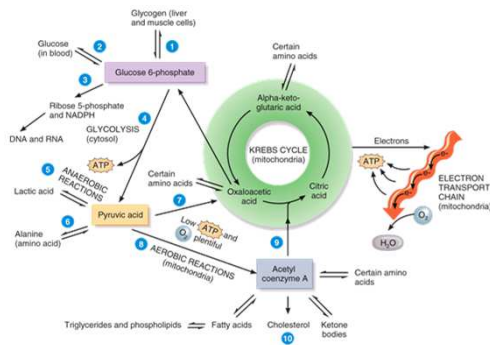 Glycogen (liver
and muscle cells)
Glucose
(in blood)
2
1
3
Glucose 6-phosphate
Ribose 5-phosphate
and NADPH
DNA and RNA
GLYCOLYSIS
(cytosol)
4
ATP
5
ANAEROBIC
REACTIONS
Lactic acid
6
Pyruvic acid
Alanine
(amino acid)
Certain
amino acids
7
Low
O₂
ATP
and
plentiful
8
AEROBIC REACTIONS
(mitochondria)
Certain
amino acids
Alpha-keto-
glutaric acid
KREBS CYCLE
(mitochondria)
Oxaloacetic
acid
Citric
acid
9
Acetyl
coenzyme A
Certain amino
acids
Triglycerides and phospholipids
Fatty acids
Cholesterol
10
Ketone
bodies
Electrons
ATP
e-
e-
e-
e-
e-
ELECTRON
TRANSPORT
CHAIN
(mitochondria)
O₂
H₂O